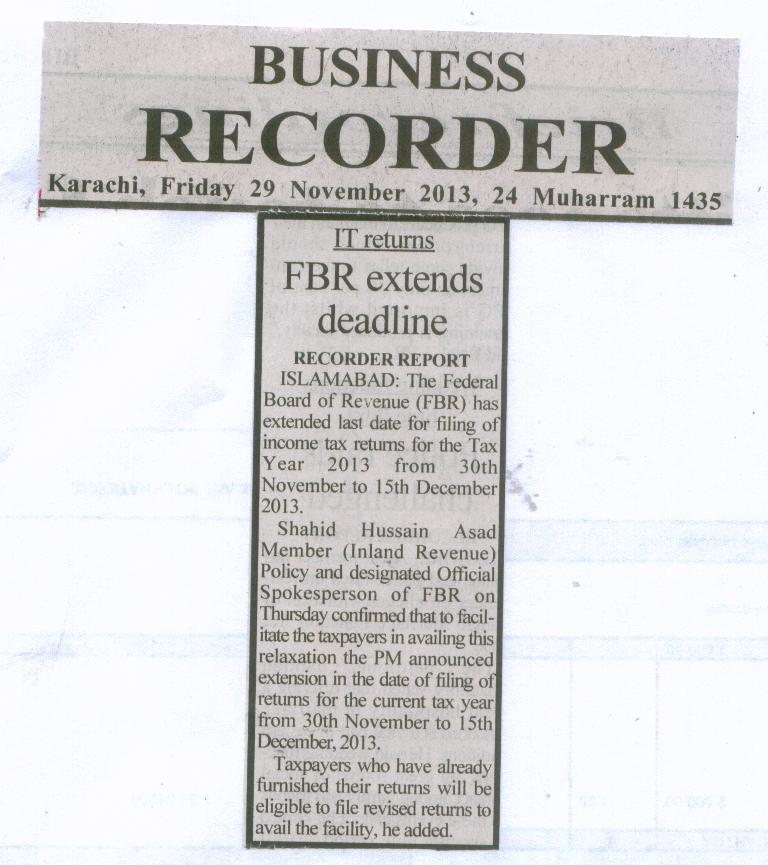 BUSINESS
RECORDER
Karachi, Friday 29 November 2013, 24 Muharram 1435
IT returns
FBR extends
deadline
RECORDER REPORT
ISLAMABAD: The Federal
Board of Revenue (FBR) has
extended last date for filing of
income tax returns for the Tax
Year 2013 from 30th
November to 15th December
2013.
Shahid Hussain Asad
Member (Inland Revenue)
Policy and designated Official
Spokesperson of FBR on
Thursday confirmed that to facil-
itate the taxpayers in availing this
relaxation the PM announced
extension in the date of filing of
returns for the current tax year
from 30th November to 15th
December, 2013.
Taxpayers who have already
furnished their returns will be
eligible to file revised returns to
avail the facility, he added.